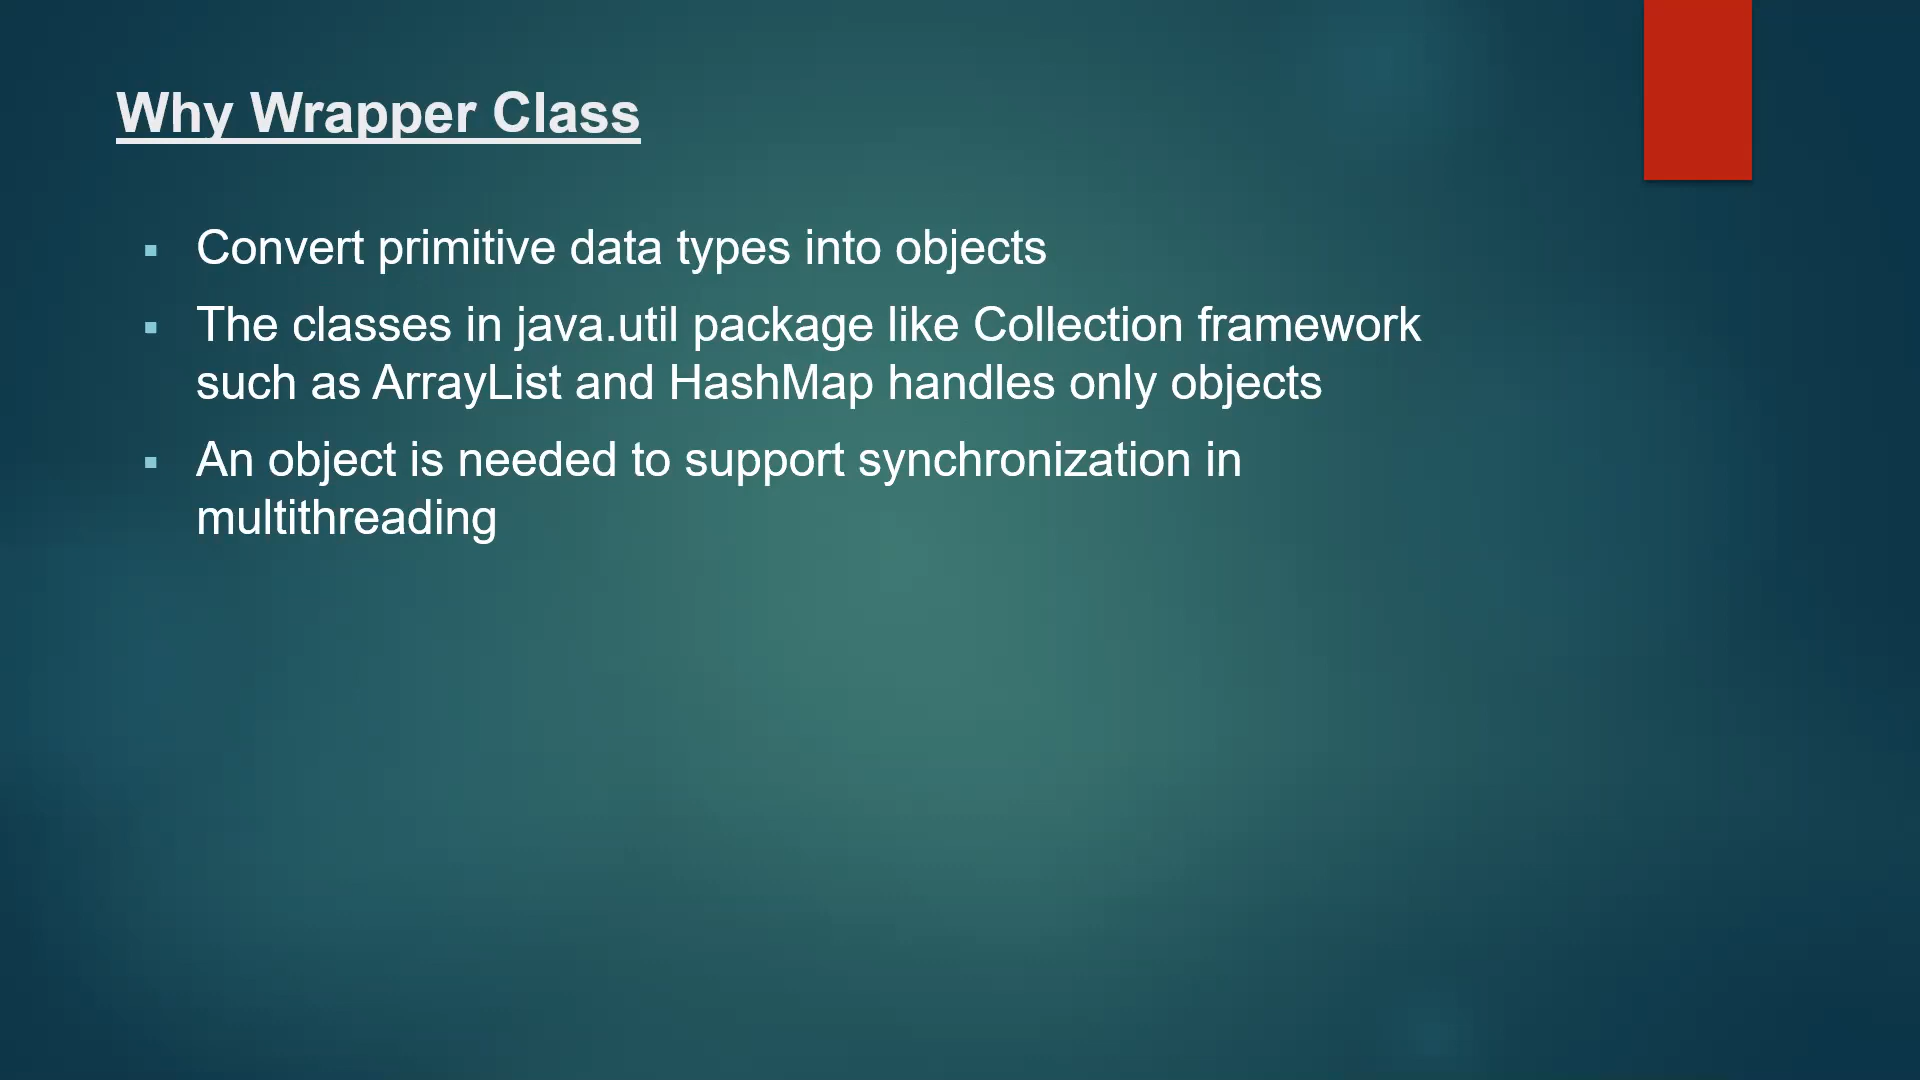 Why Wrapper Class
▪ Convert primitive data types into objects
▪ The classes in java.util package like Collection framework
such as ArrayList and HashMap handles only objects
▪ An object is needed to support synchronization in
multithreading